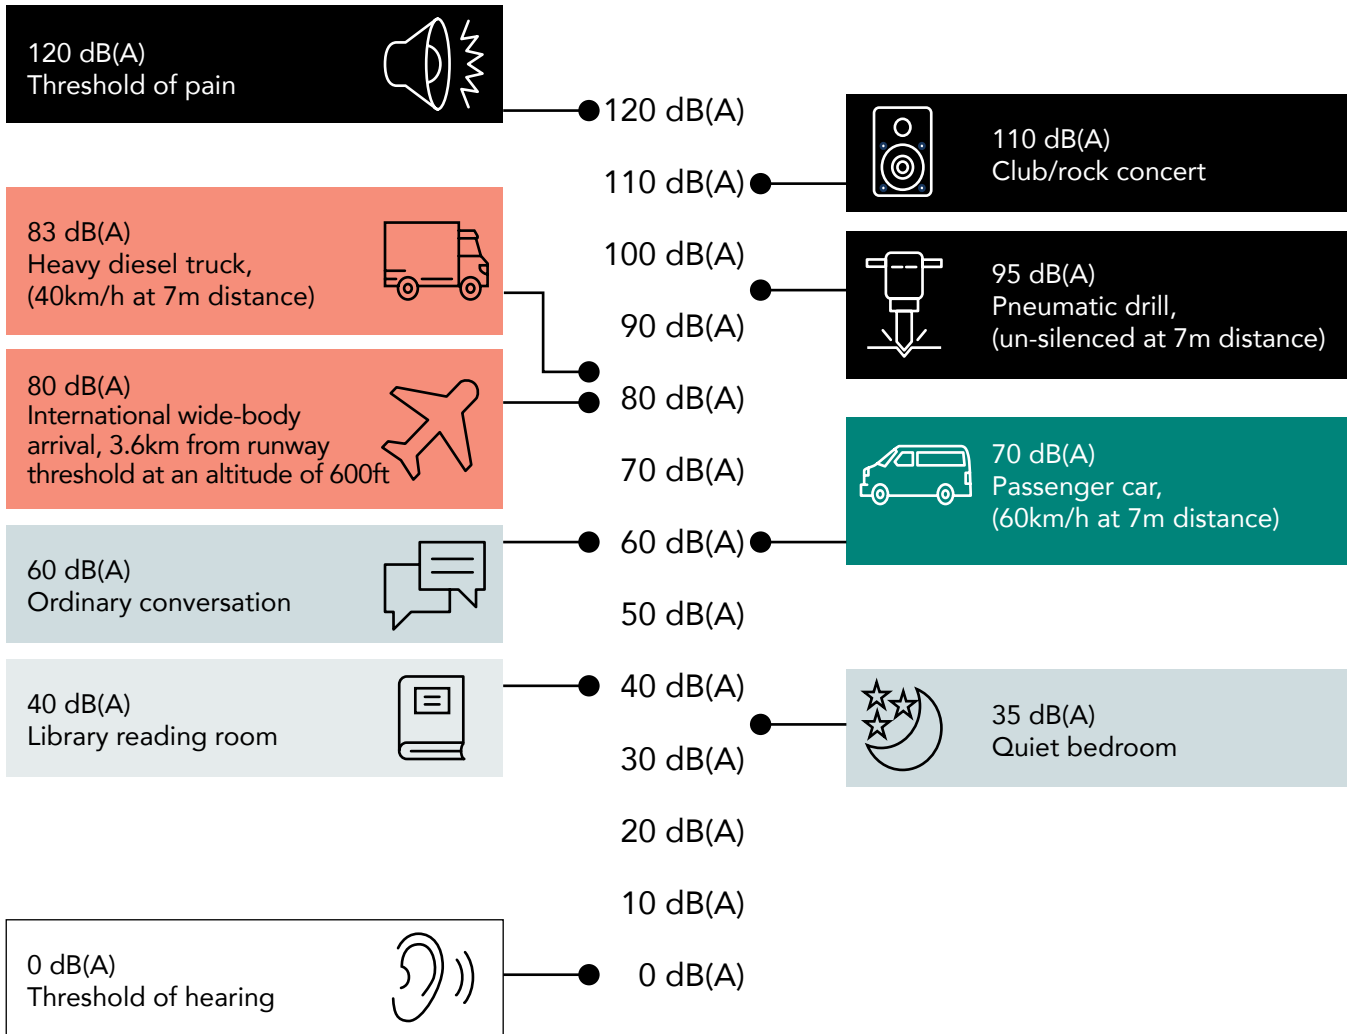 120 dB(A)
Threshold of pain
83 dB(A)
Heavy diesel truck,
(40km/h at 7m distance)
80 dB(A)
International wide-body
arrival, 3.6km from runway
threshold at an altitude of 600ft
60 dB(A)
Ordinary conversation
40 dB(A)
Library reading room
0 dB(A)
Threshold of hearing
120 dB(A)
110 dB(A)
100 dB(A)
90 dB(A)
80 dB(A)
70 dB(A)
60 dB(A)
50 dB(A)
40 dB(A)
30 dB(A)
20 dB(A)
10 dB(A)
0 dB(A)
110 dB(A)
Club/rock concert
95 dB(A)
Pneumatic drill,
(un-silenced at 7m distance)
70 dB(A)
Passenger car,
(60km/h at 7m distance)
35 dB(A)
Quiet bedroom